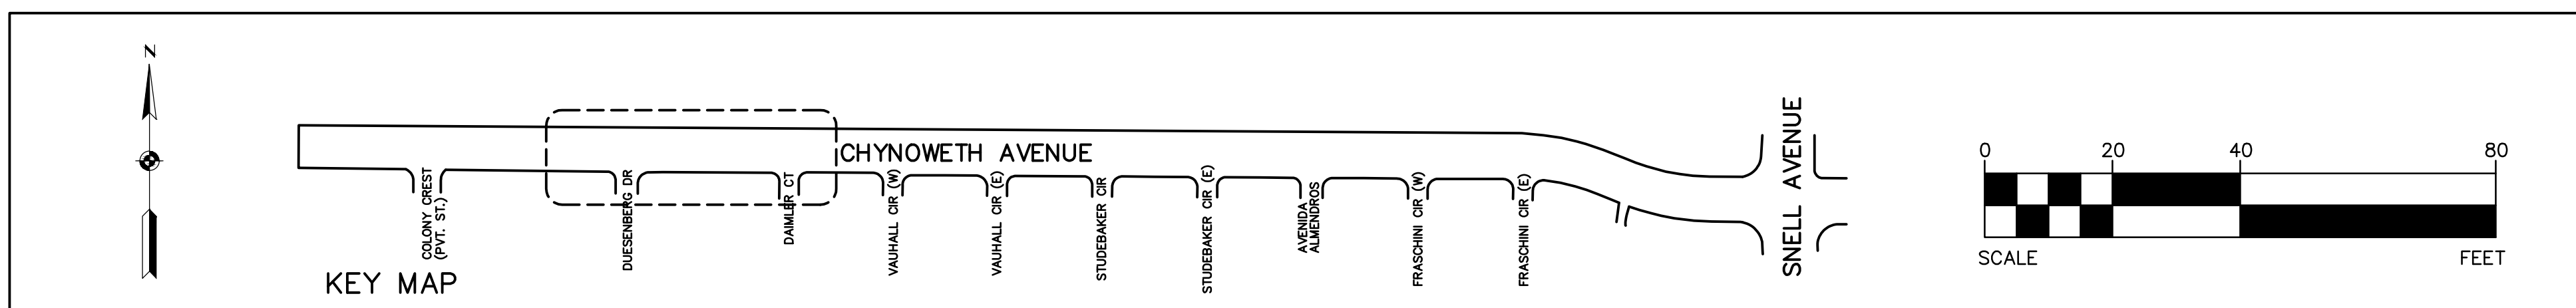 N
CHYNOWETH AVENUE
COLONY CREST
(PVT. ST.)
DUESENBERG DR
DAIMLER CT
VAUHALL CIR (W)
VAUHALL CIR (E)
STUDEBAKER CIR
STUDEBAKER CIR (E)
AVENIDA
ALMENDROS
FRASCHINI CIR (W)
FRASCHINI CIR (E)
SNELL AVENUE
KEY MAP
0 20 40 80
SCALE FEET